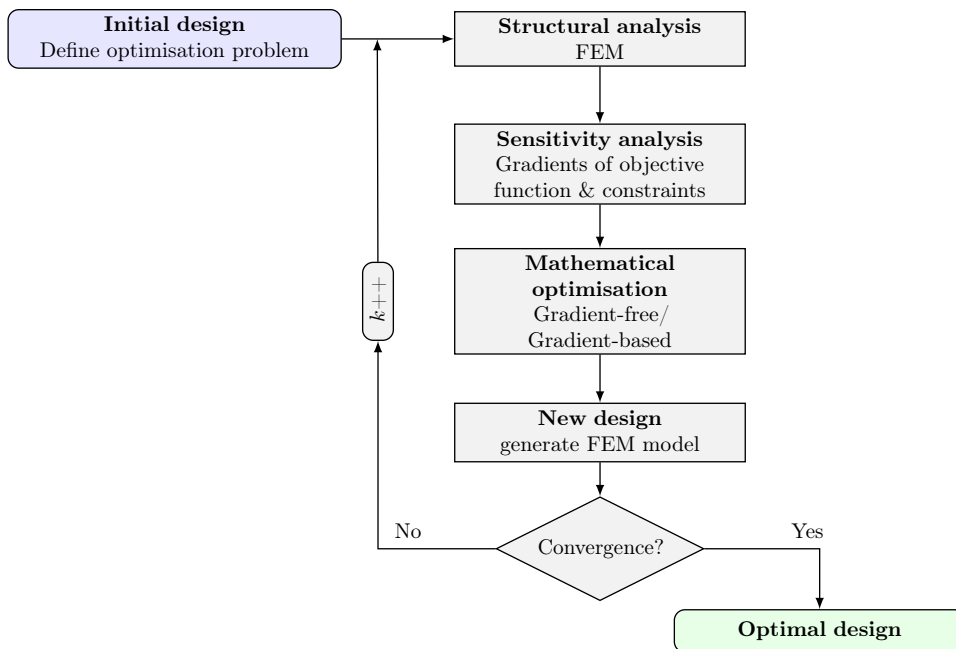 Initial design
Define optimisation problem
Structural analysis
FEM
Sensitivity analysis
Gradients of objective
function & constraints
Mathematical
optimisation
Gradient-free/
Gradient-based
k++
New design
generate FEM model
No
Convergence?
Yes
Optimal design